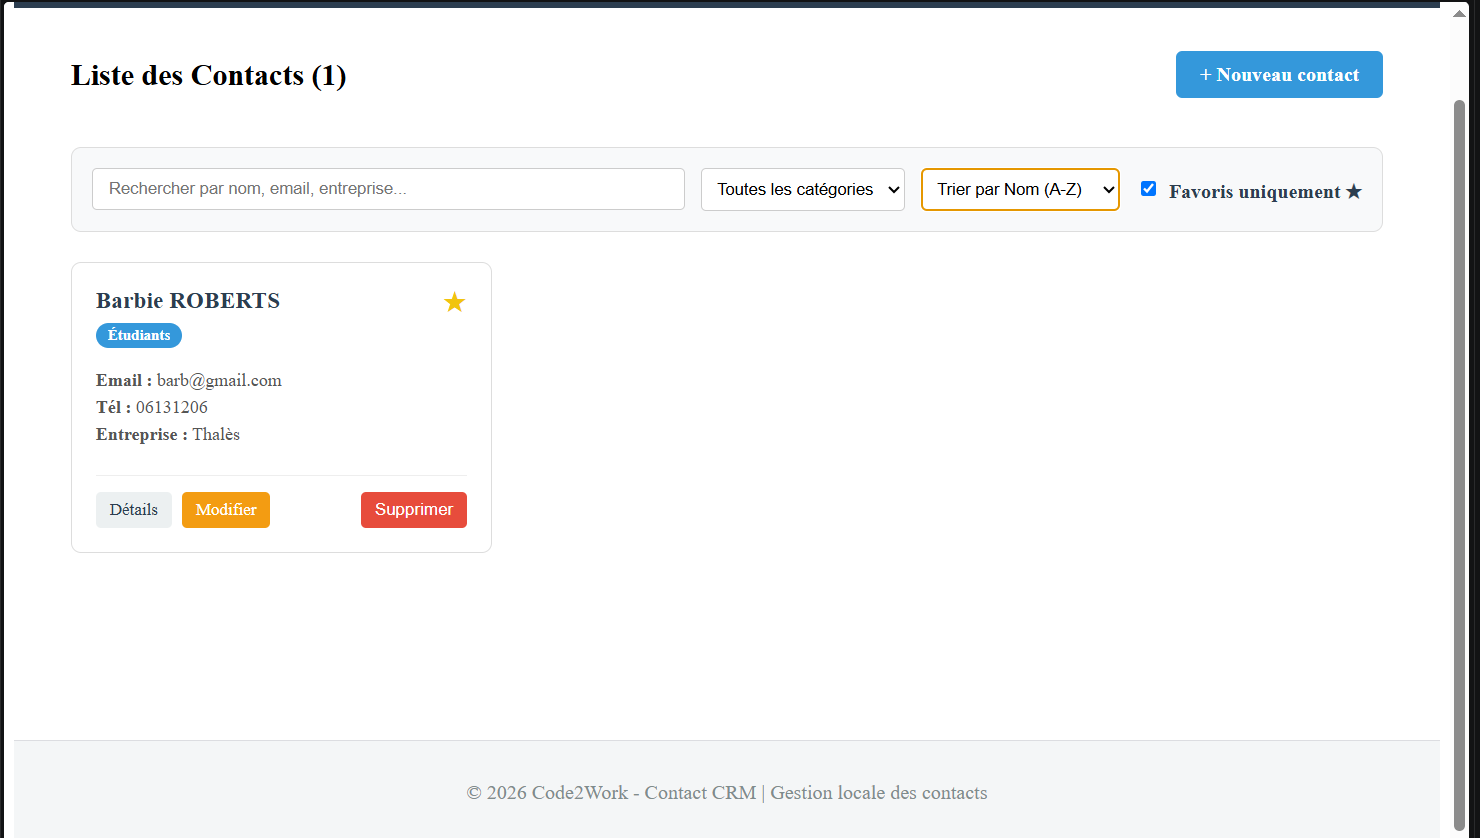 Liste des Contacts (1)
+ Nouveau contact
Rechercher par nom, email, entreprise...
Toutes les catégories
Trier par Nom (A-Z)
Favoris uniquement ★
Barbie ROBERTS
★
Étudiants
Email : barb@gmail.com
Tél : 06131206
Entreprise : Thalès
Détails
Modifier
Supprimer
© 2026 Code2Work - Contact CRM | Gestion locale des contacts